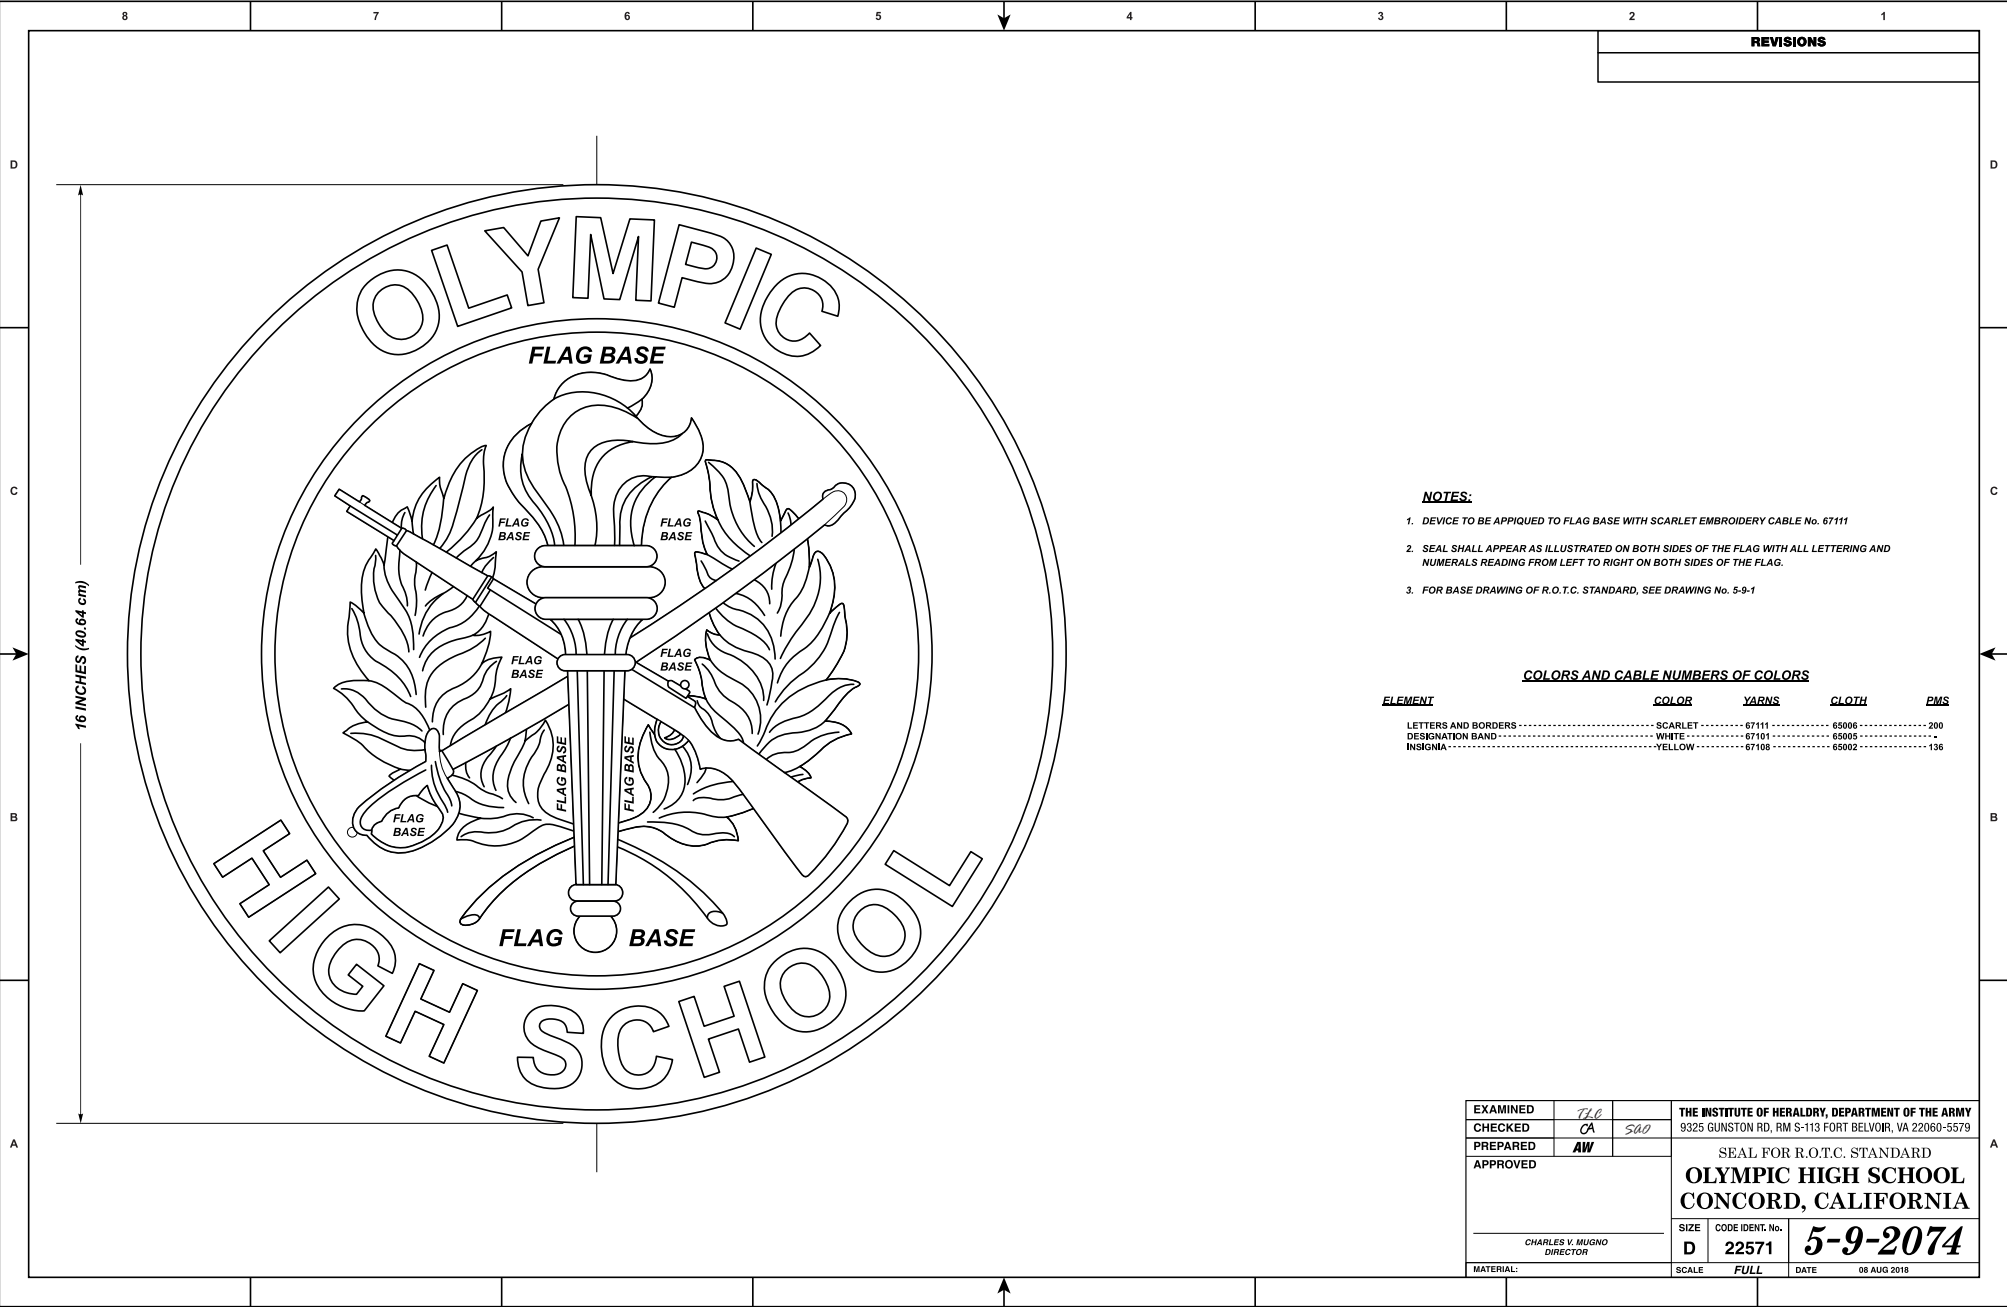 8 7 6 5 4 3 2 1
REVISIONS
D D
C C
B B
A A
16 INCHES (40.64 cm)
OLYMPIC
FLAG BASE
FLAG
BASE
FLAG
BASE
FLAG
BASE
FLAG
BASE
FLAG BASE
FLAG BASE
FLAG
BASE
FLAG BASE
HIGH SCHOOL
NOTES:
1. DEVICE TO BE APPIQUED TO FLAG BASE WITH SCARLET EMBROIDERY CABLE No. 67111
2. SEAL SHALL APPEAR AS ILLUSTRATED ON BOTH SIDES OF THE FLAG WITH ALL LETTERING AND
NUMERALS READING FROM LEFT TO RIGHT ON BOTH SIDES OF THE FLAG.
3. FOR BASE DRAWING OF R.O.T.C. STANDARD, SEE DRAWING No. 5-9-1
COLORS AND CABLE NUMBERS OF COLORS
ELEMENT COLOR YARNS CLOTH PMS
LETTERS AND BORDERS SCARLET 67111 65006 200
DESIGNATION BAND WHITE 67101 65005 -
INSIGNIA YELLOW 67108 65002 136
EXAMINED TLC
CHECKED CA SAO
PREPARED AW
APPROVED
CHARLES V. MUGNO
DIRECTOR
MATERIAL:
THE INSTITUTE OF HERALDRY, DEPARTMENT OF THE ARMY
9325 GUNSTON RD, RM S-113 FORT BELVOIR, VA 22060-5579
SEAL FOR R.O.T.C. STANDARD
OLYMPIC HIGH SCHOOL
CONCORD, CALIFORNIA
SIZE CODE IDENT. No.
D 22571 5-9-2074
SCALE FULL DATE 08 AUG 2018